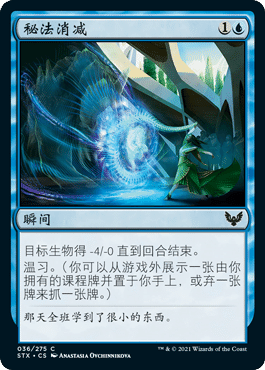 秘法消减 1
瞬间
目标生物得 -4/-0 直到回合结束。
温习。（你可以从游戏外展示一张由你
拥有的课程牌并置于你手上，或弃一张
牌来抓一张牌。）
那天全班学到了很小的东西。
036/275 C
STX • CS ANASTASIA OVCHINNIKOVA
™ & © 2021 Wizards of the Coast